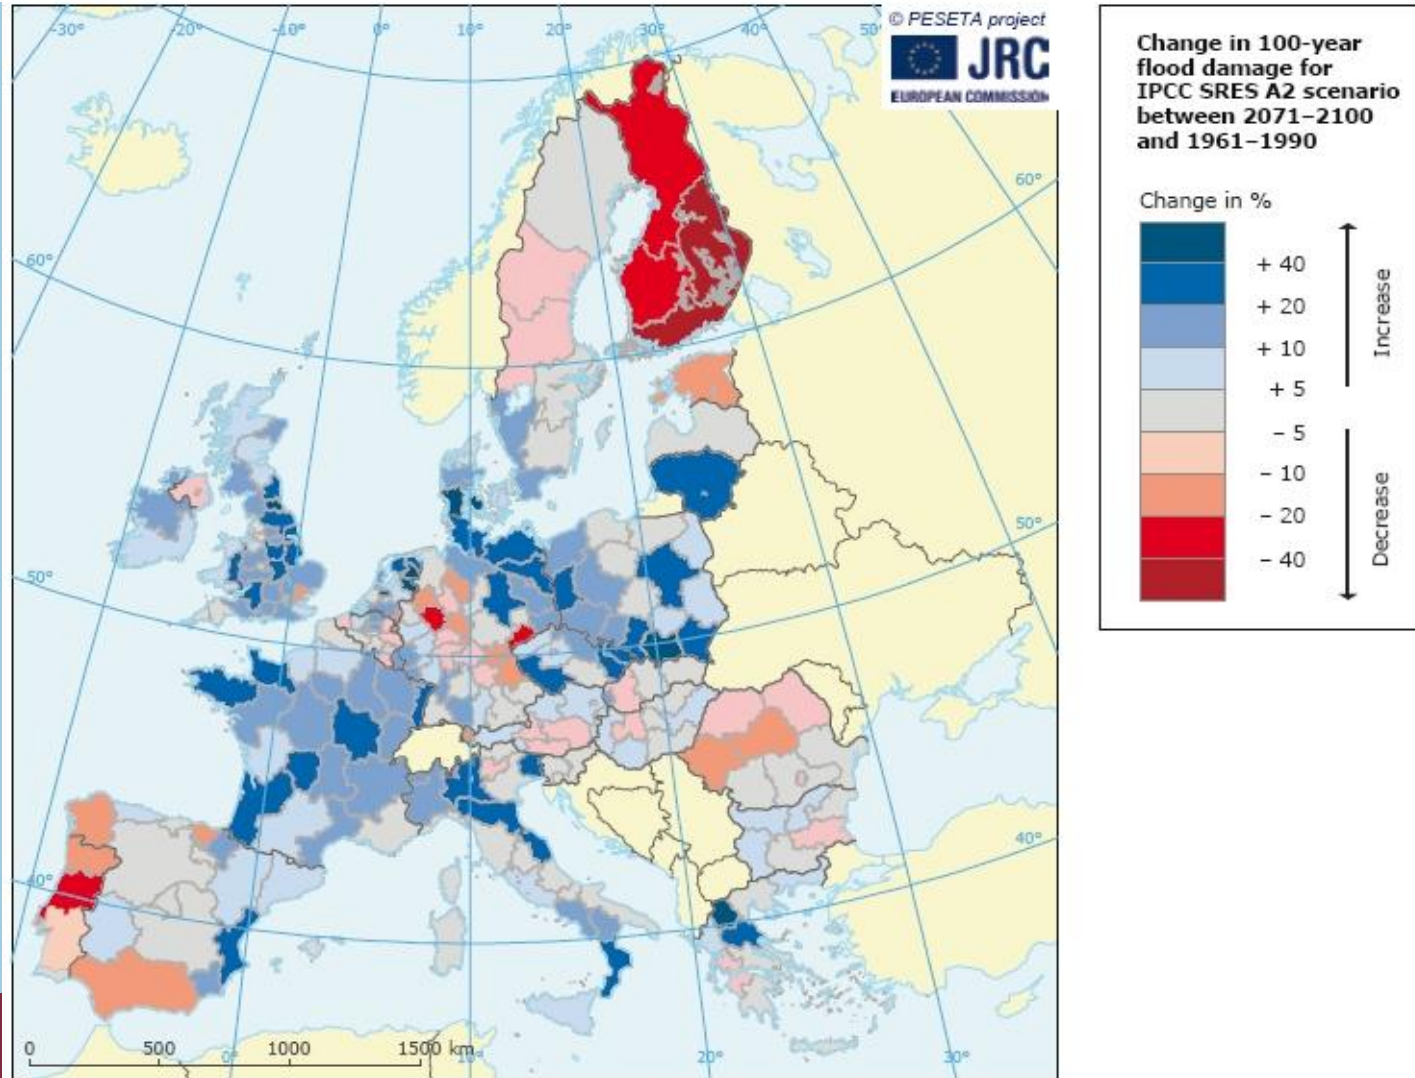 -30°
-20°
-10°
0°
10°
20°
30°
40°
50°
© PESETA project
JRC
EUROPEAN COMMISSION
60°
60°
50°
50°
40°
40°
0 500 1000 1500 km
0°
10°
20°
30°
Change in 100-year
flood damage for
IPCC SRES A2 scenario
between 2071–2100
and 1961–1990
Change in %
+ 40
+ 20
+ 10
+ 5
– 5
– 10
– 20
– 40
Increase
Decrease